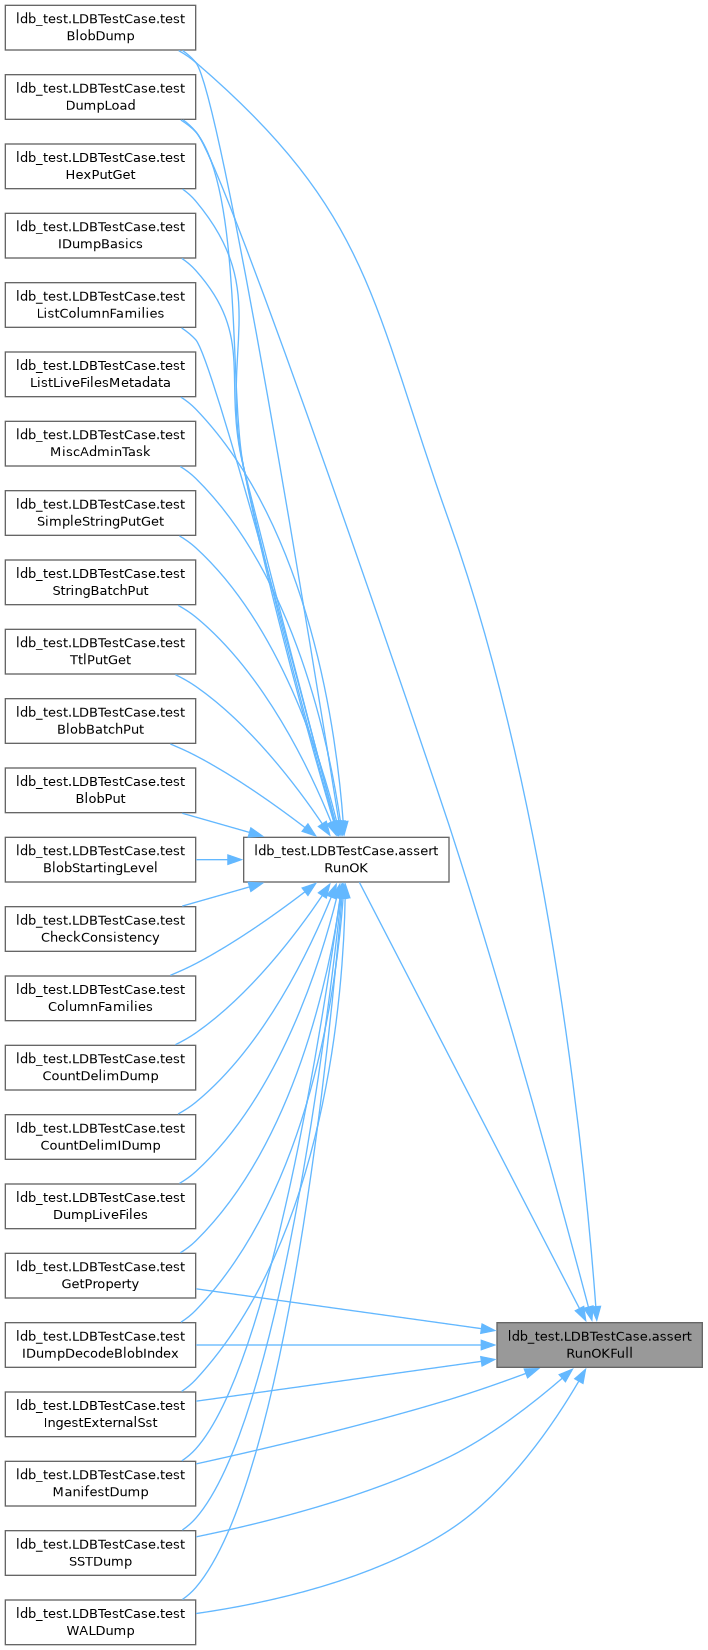 ldb_test.LDBTestCase.test
BlobDump
ldb_test.LDBTestCase.test
DumpLoad
ldb_test.LDBTestCase.test
HexPutGet
ldb_test.LDBTestCase.test
IDumpBasics
ldb_test.LDBTestCase.test
ListColumnFamilies
ldb_test.LDBTestCase.test
ListLiveFilesMetadata
ldb_test.LDBTestCase.test
MiscAdminTask
ldb_test.LDBTestCase.test
SimpleStringPutGet
ldb_test.LDBTestCase.test
StringBatchPut
ldb_test.LDBTestCase.test
TtlPutGet
ldb_test.LDBTestCase.test
BlobBatchPut
ldb_test.LDBTestCase.test
BlobPut
ldb_test.LDBTestCase.test
BlobStartingLevel
ldb_test.LDBTestCase.assert
RunOK
ldb_test.LDBTestCase.test
CheckConsistency
ldb_test.LDBTestCase.test
ColumnFamilies
ldb_test.LDBTestCase.test
CountDelimDump
ldb_test.LDBTestCase.test
CountDelimIDump
ldb_test.LDBTestCase.test
DumpLiveFiles
ldb_test.LDBTestCase.test
GetProperty
ldb_test.LDBTestCase.test
IDumpDecodeBlobIndex
ldb_test.LDBTestCase.assert
RunOKFull
ldb_test.LDBTestCase.test
IngestExternalSst
ldb_test.LDBTestCase.test
ManifestDump
ldb_test.LDBTestCase.test
SSTDump
ldb_test.LDBTestCase.test
WALDump